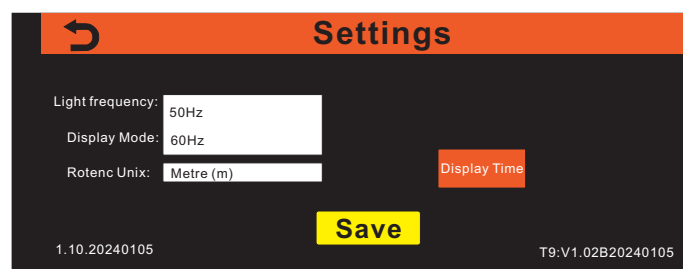 Settings
Light frequency:
50Hz
Display Mode:
60Hz
Rotenc Unix:
Metre (m)
Display Time
Save
1.10.20240105
T9:V1.02B20240105